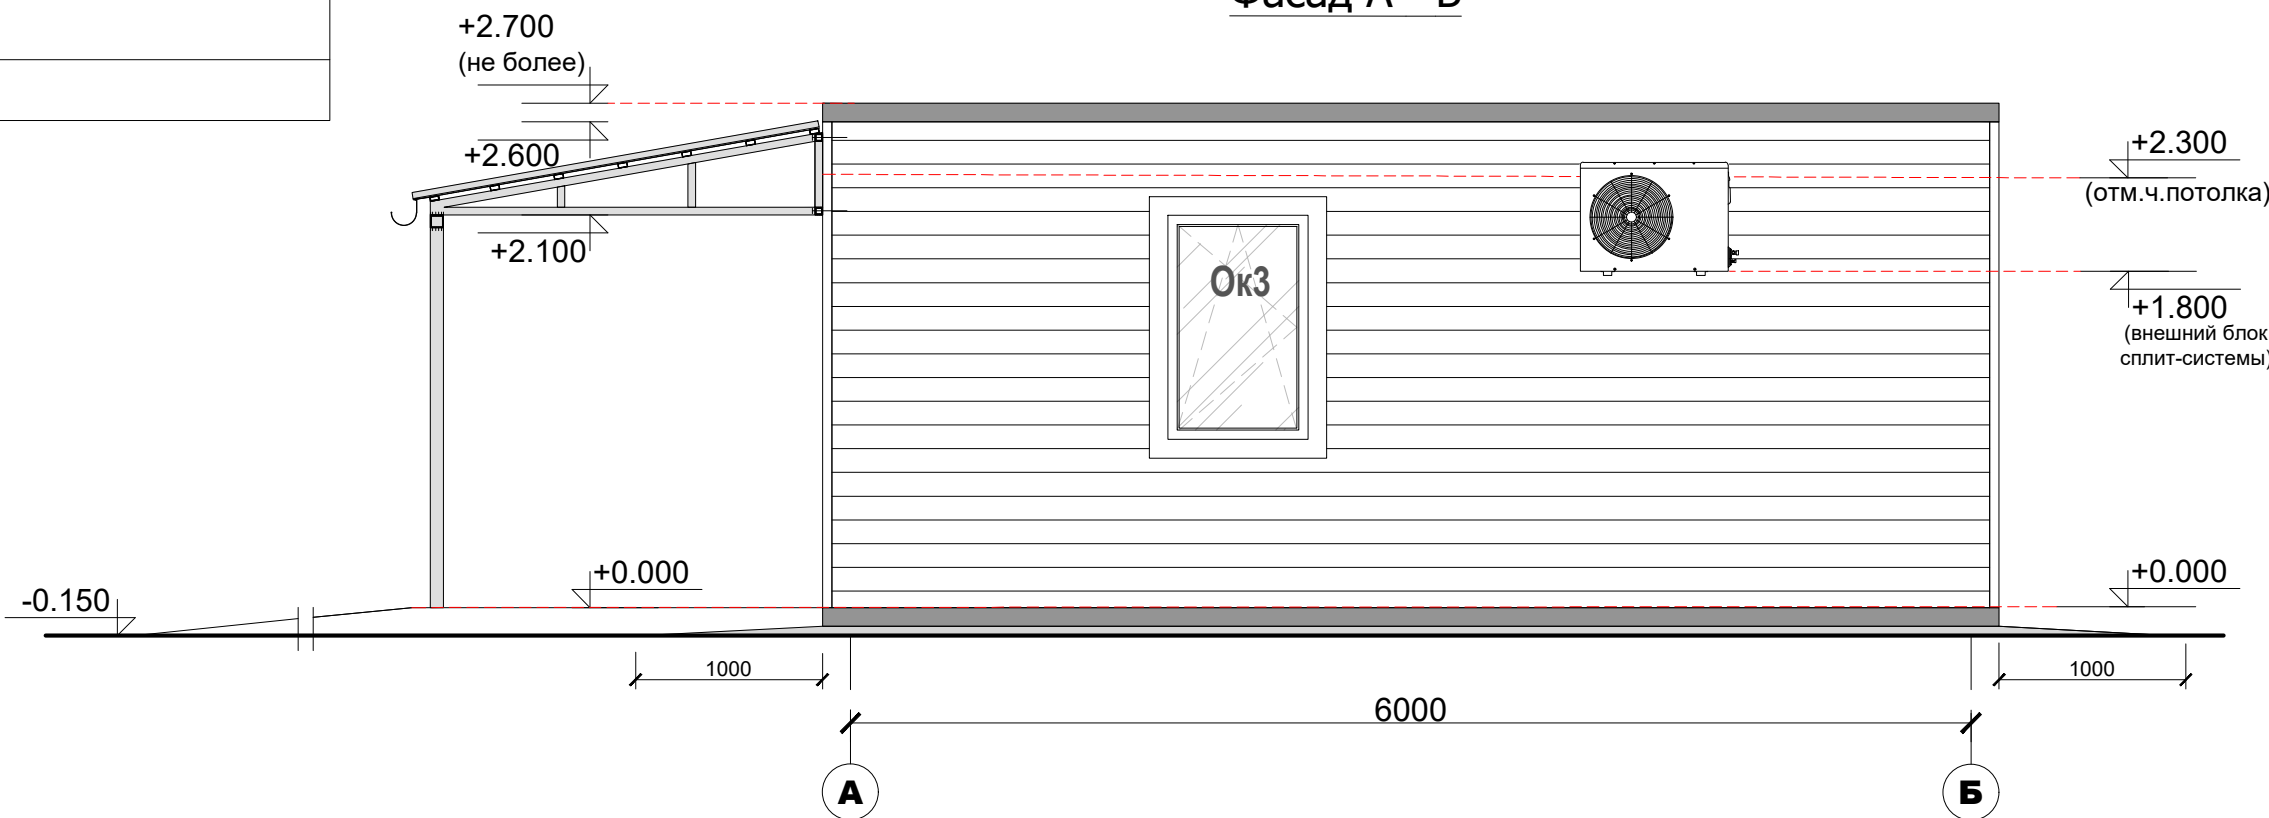 Фасад А - Б
+2.700
(не более)
+2.600
+2.100
+2.300
(отм.ч.потолка)
Ок3
+1.800
(внешний блок
сплит-системы)
-0.150
+0.000
+0.000
1000
1000
6000
А
Б